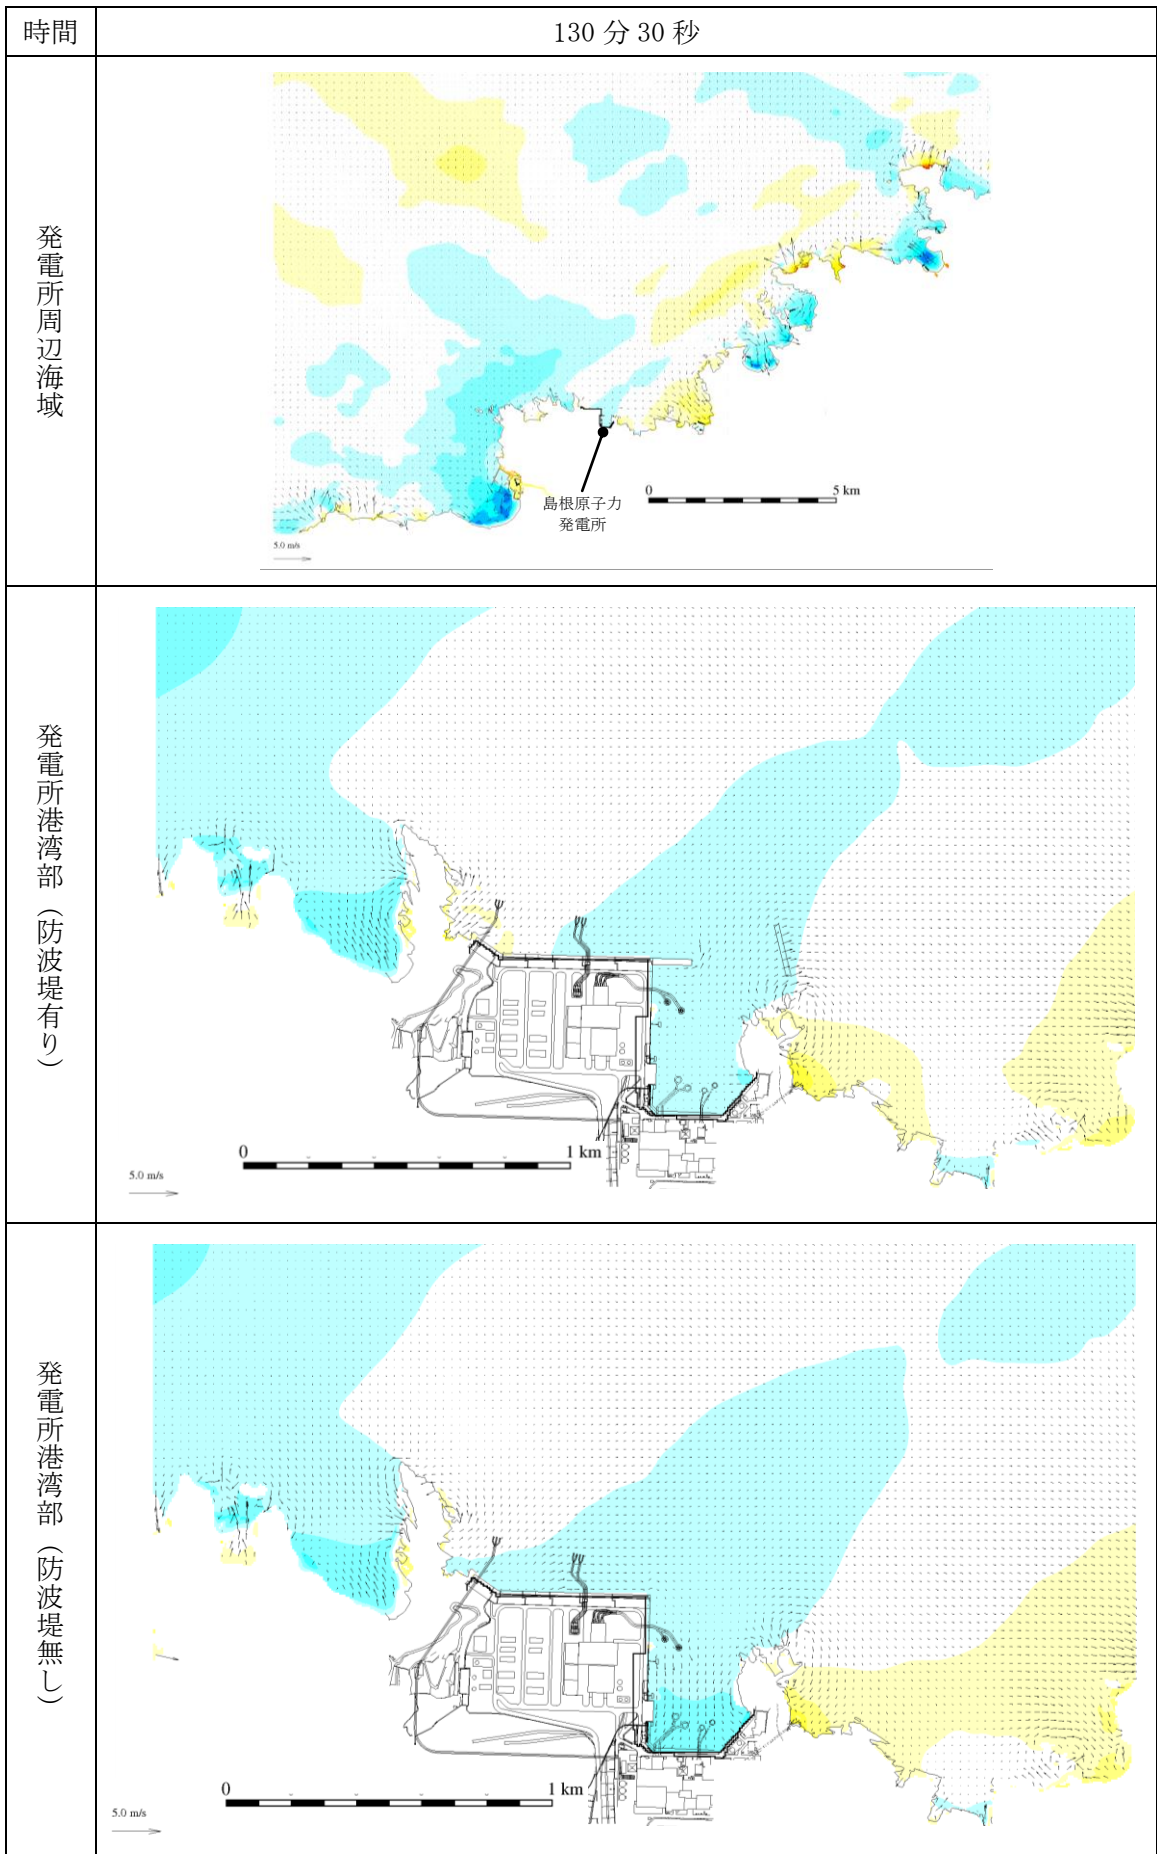 時間
130 分 30 秒
発電所周辺海域
島根原子力
発電所
0
5 km
5.0 m/s
発電所港湾部（防波堤有り）
0
1 km
5.0 m/s
発電所港湾部（防波堤無し）
0
1 km
5.0 m/s